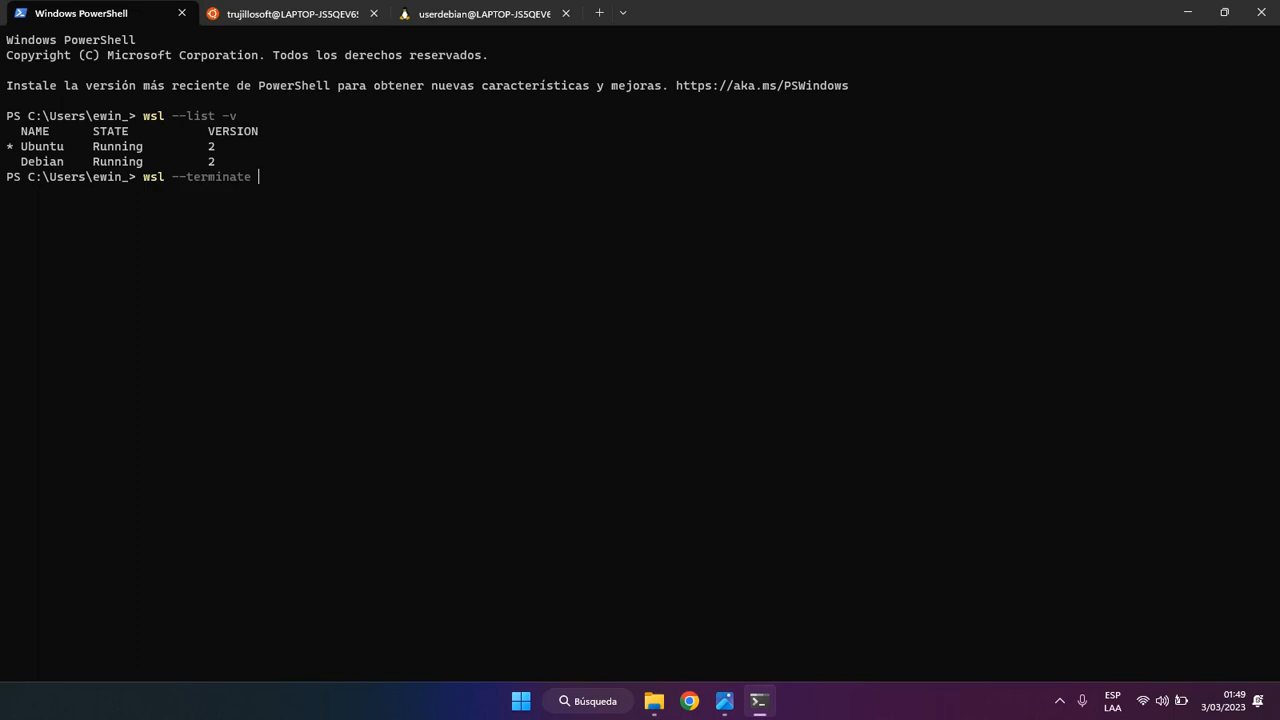 Windows PowerShell
trujillosoft@LAPTOP-JS5QEV6S
userdebian@LAPTOP-JS5QEV6
Windows PowerShell
Copyright (C) Microsoft Corporation. Todos los derechos reservados.
Instale la versión más reciente de PowerShell para obtener nuevas características y mejoras. https://aka.ms/PSWindows
PS C:\Users\ewin_> wsl --list -v
NAME STATE VERSION
* Ubuntu Running 2
Debian Running 2
PS C:\Users\ewin_> wsl --terminate
Búsqueda
ESP
LAA
01:49
3/03/2023